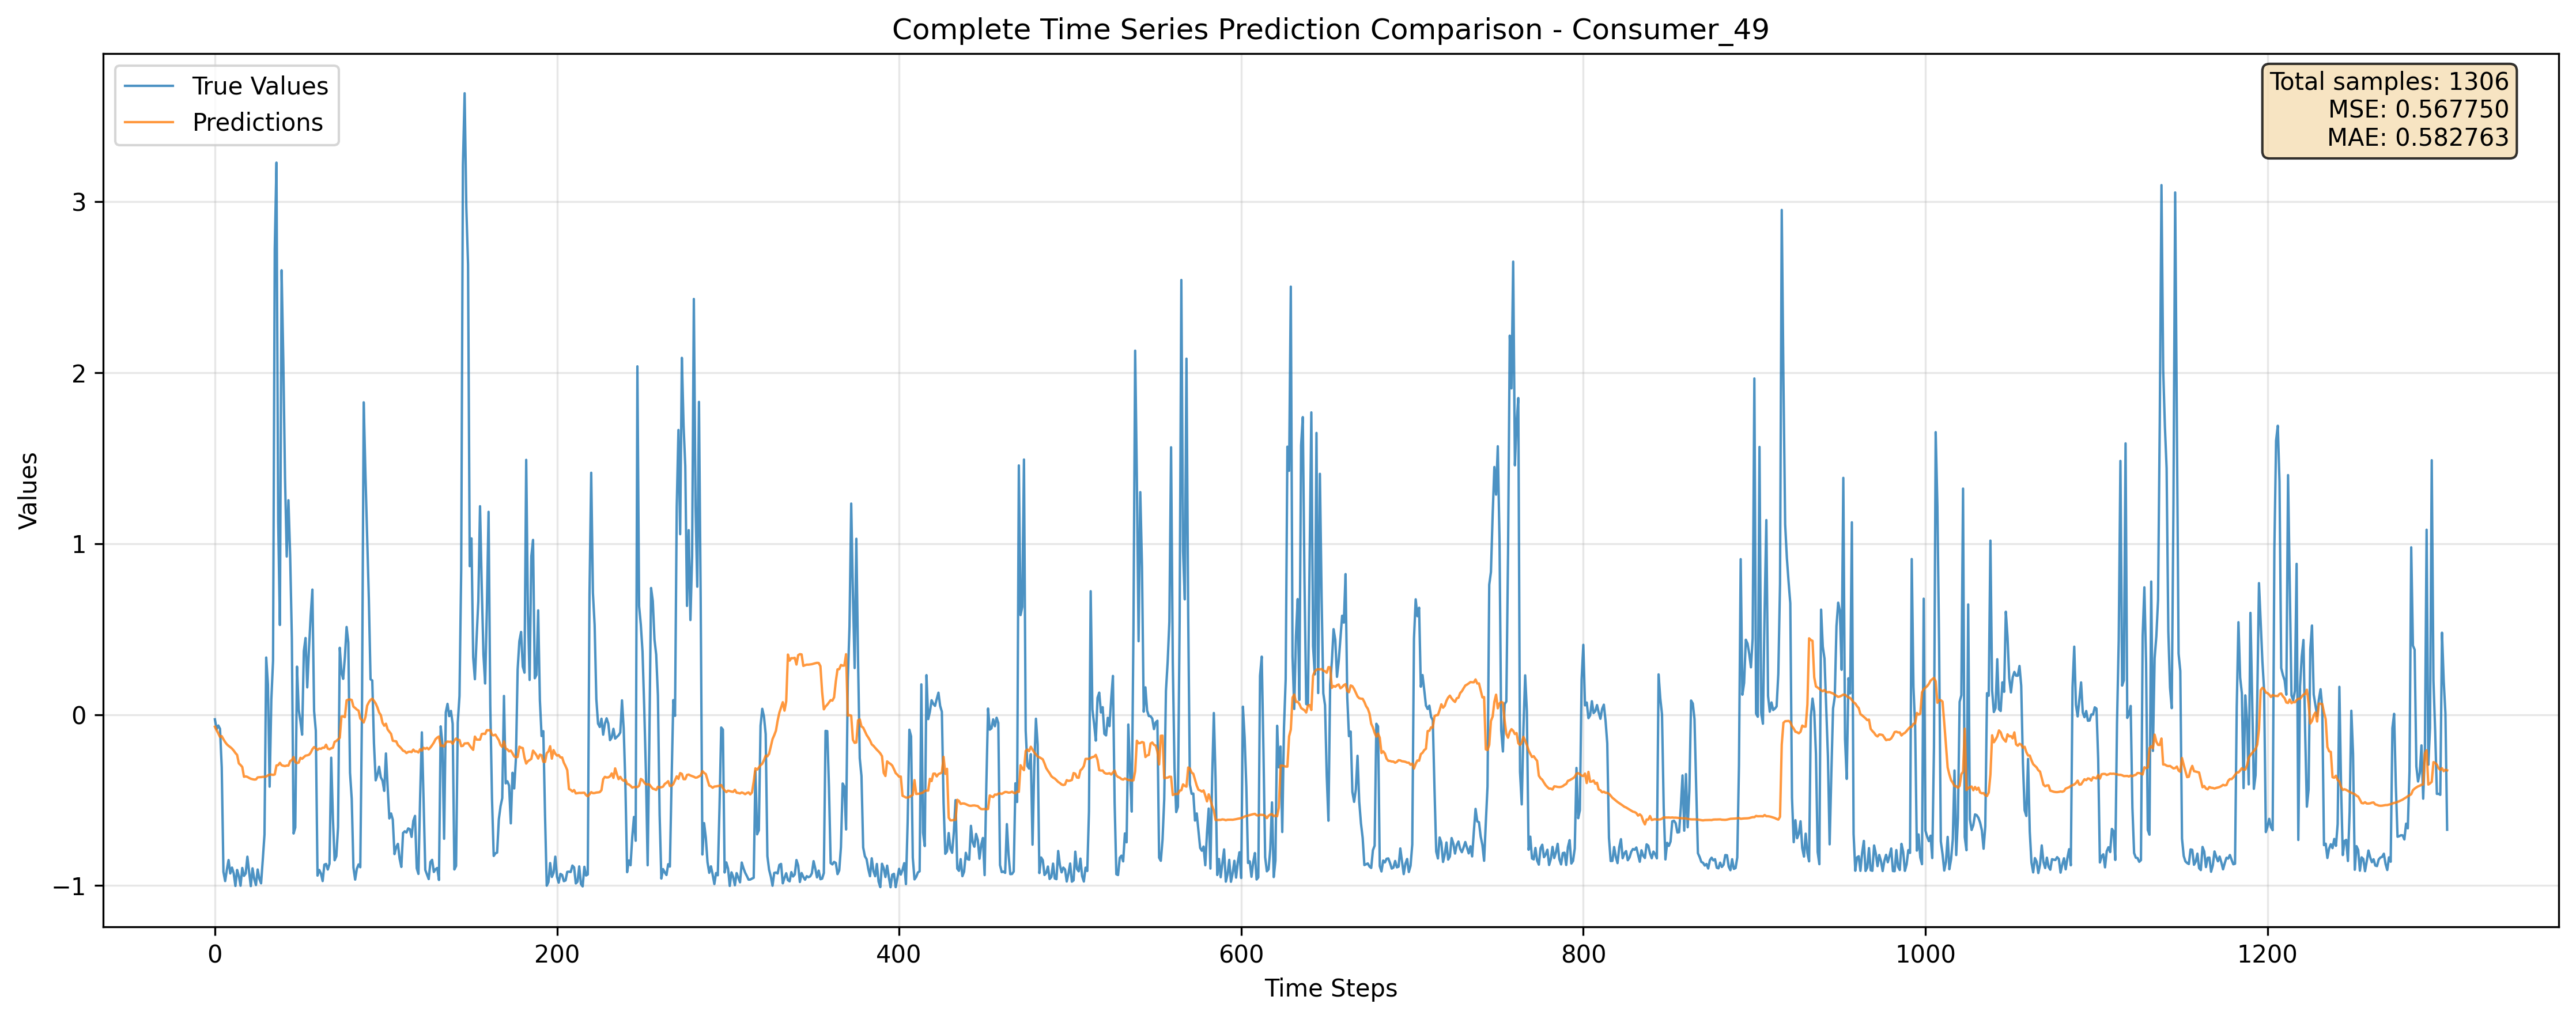 Complete Time Series Prediction Comparison - Consumer_49
True Values
Predictions
Total samples: 1306
MSE: 0.567750
MAE: 0.582763
Values
3
2
1
0
−1
0
200
400
600
800
1000
1200
Time Steps